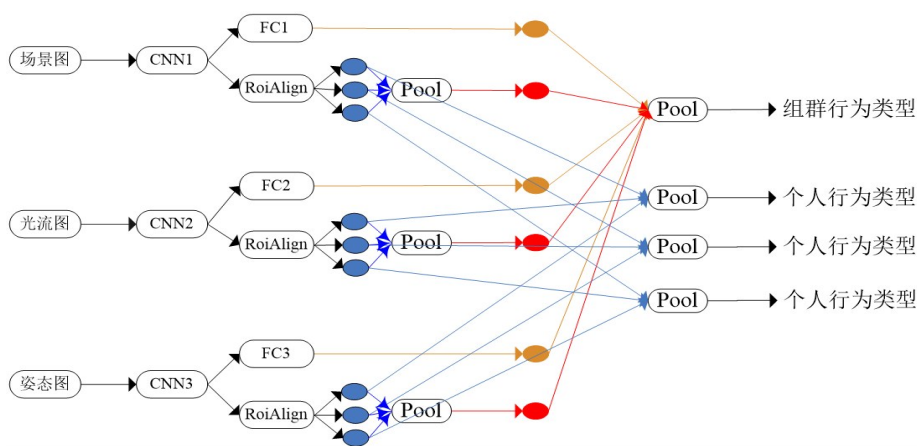 场景图
CNN1
FC1
RoiAlign
Pool
Pool
组群行为类型
光流图
CNN2
FC2
RoiAlign
Pool
Pool
个人行为类型
Pool
个人行为类型
Pool
个人行为类型
姿态图
CNN3
FC3
RoiAlign
Pool